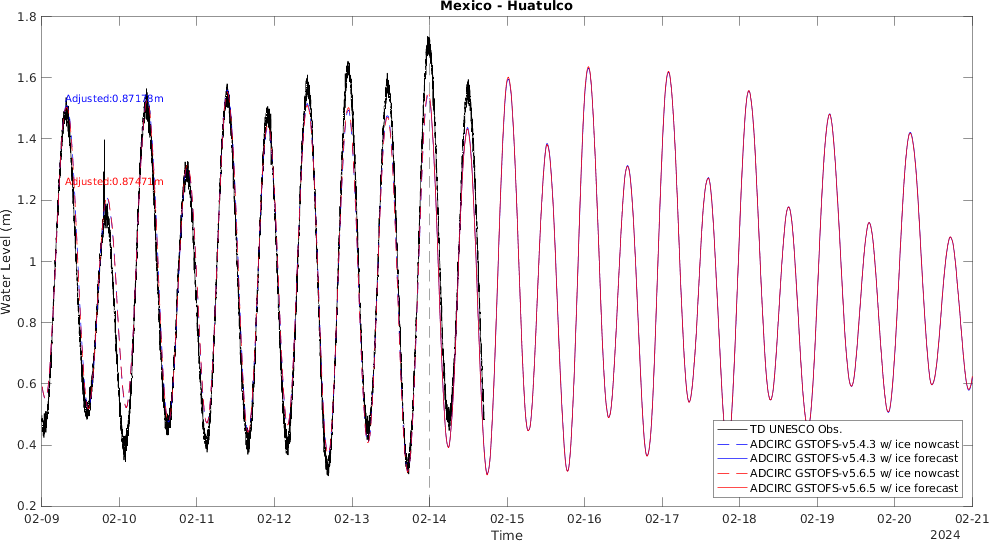 Mexico - Huatulco
1.8
1.6
1.4
1.2
1
0.8
0.6
0.4
0.2
Water Level (m)
Adjusted:0.87178m
Adjusted:0.87471m
TD UNESCO Obs.
ADCIRC GSTOFS-v5.4.3 w/ ice nowcast
ADCIRC GSTOFS-v5.4.3 w/ ice forecast
ADCIRC GSTOFS-v5.6.5 w/ ice nowcast
ADCIRC GSTOFS-v5.6.5 w/ ice forecast
02-09 02-10 02-11 02-12 02-13 02-14 02-15 02-16 02-17 02-18 02-19 02-20 02-21
Time
2024